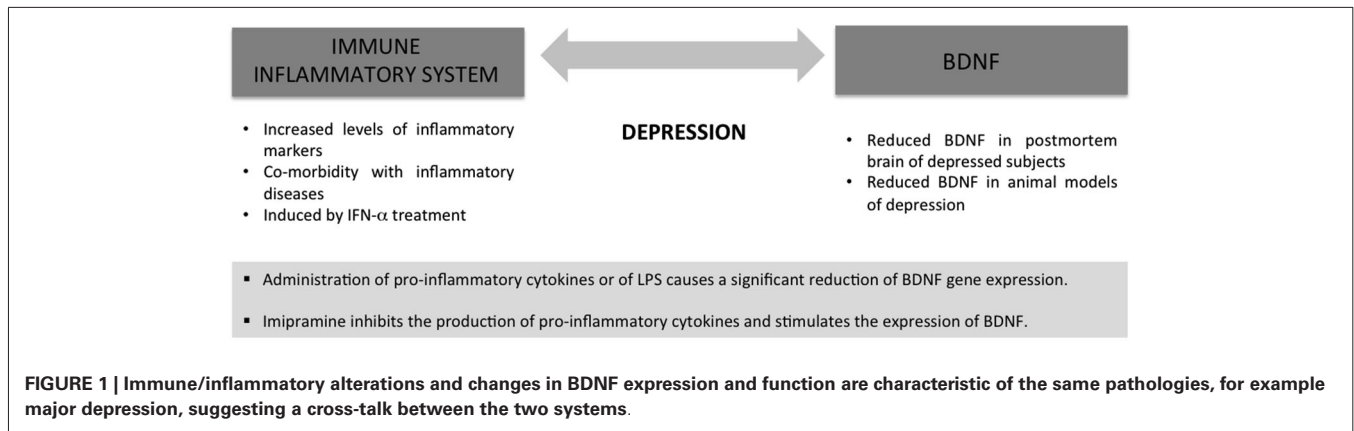 IMMUNE
INFLAMMATORY SYSTEM
BDNF
DEPRESSION
• Increased levels of inflammatory
markers
• Co-morbidity with inflammatory
diseases
• Induced by IFN-α treatment
• Reduced BDNF in postmortem
brain of depressed subjects
• Reduced BDNF in animal models
of depression
▪ Administration of pro-inflammatory cytokines or of LPS causes a significant reduction of BDNF gene expression.
▪ Imipramine inhibits the production of pro-inflammatory cytokines and stimulates the expression of BDNF.
FIGURE 1 | Immune/inflammatory alterations and changes in BDNF expression and function are characteristic of the same pathologies, for example
major depression, suggesting a cross-talk between the two systems.